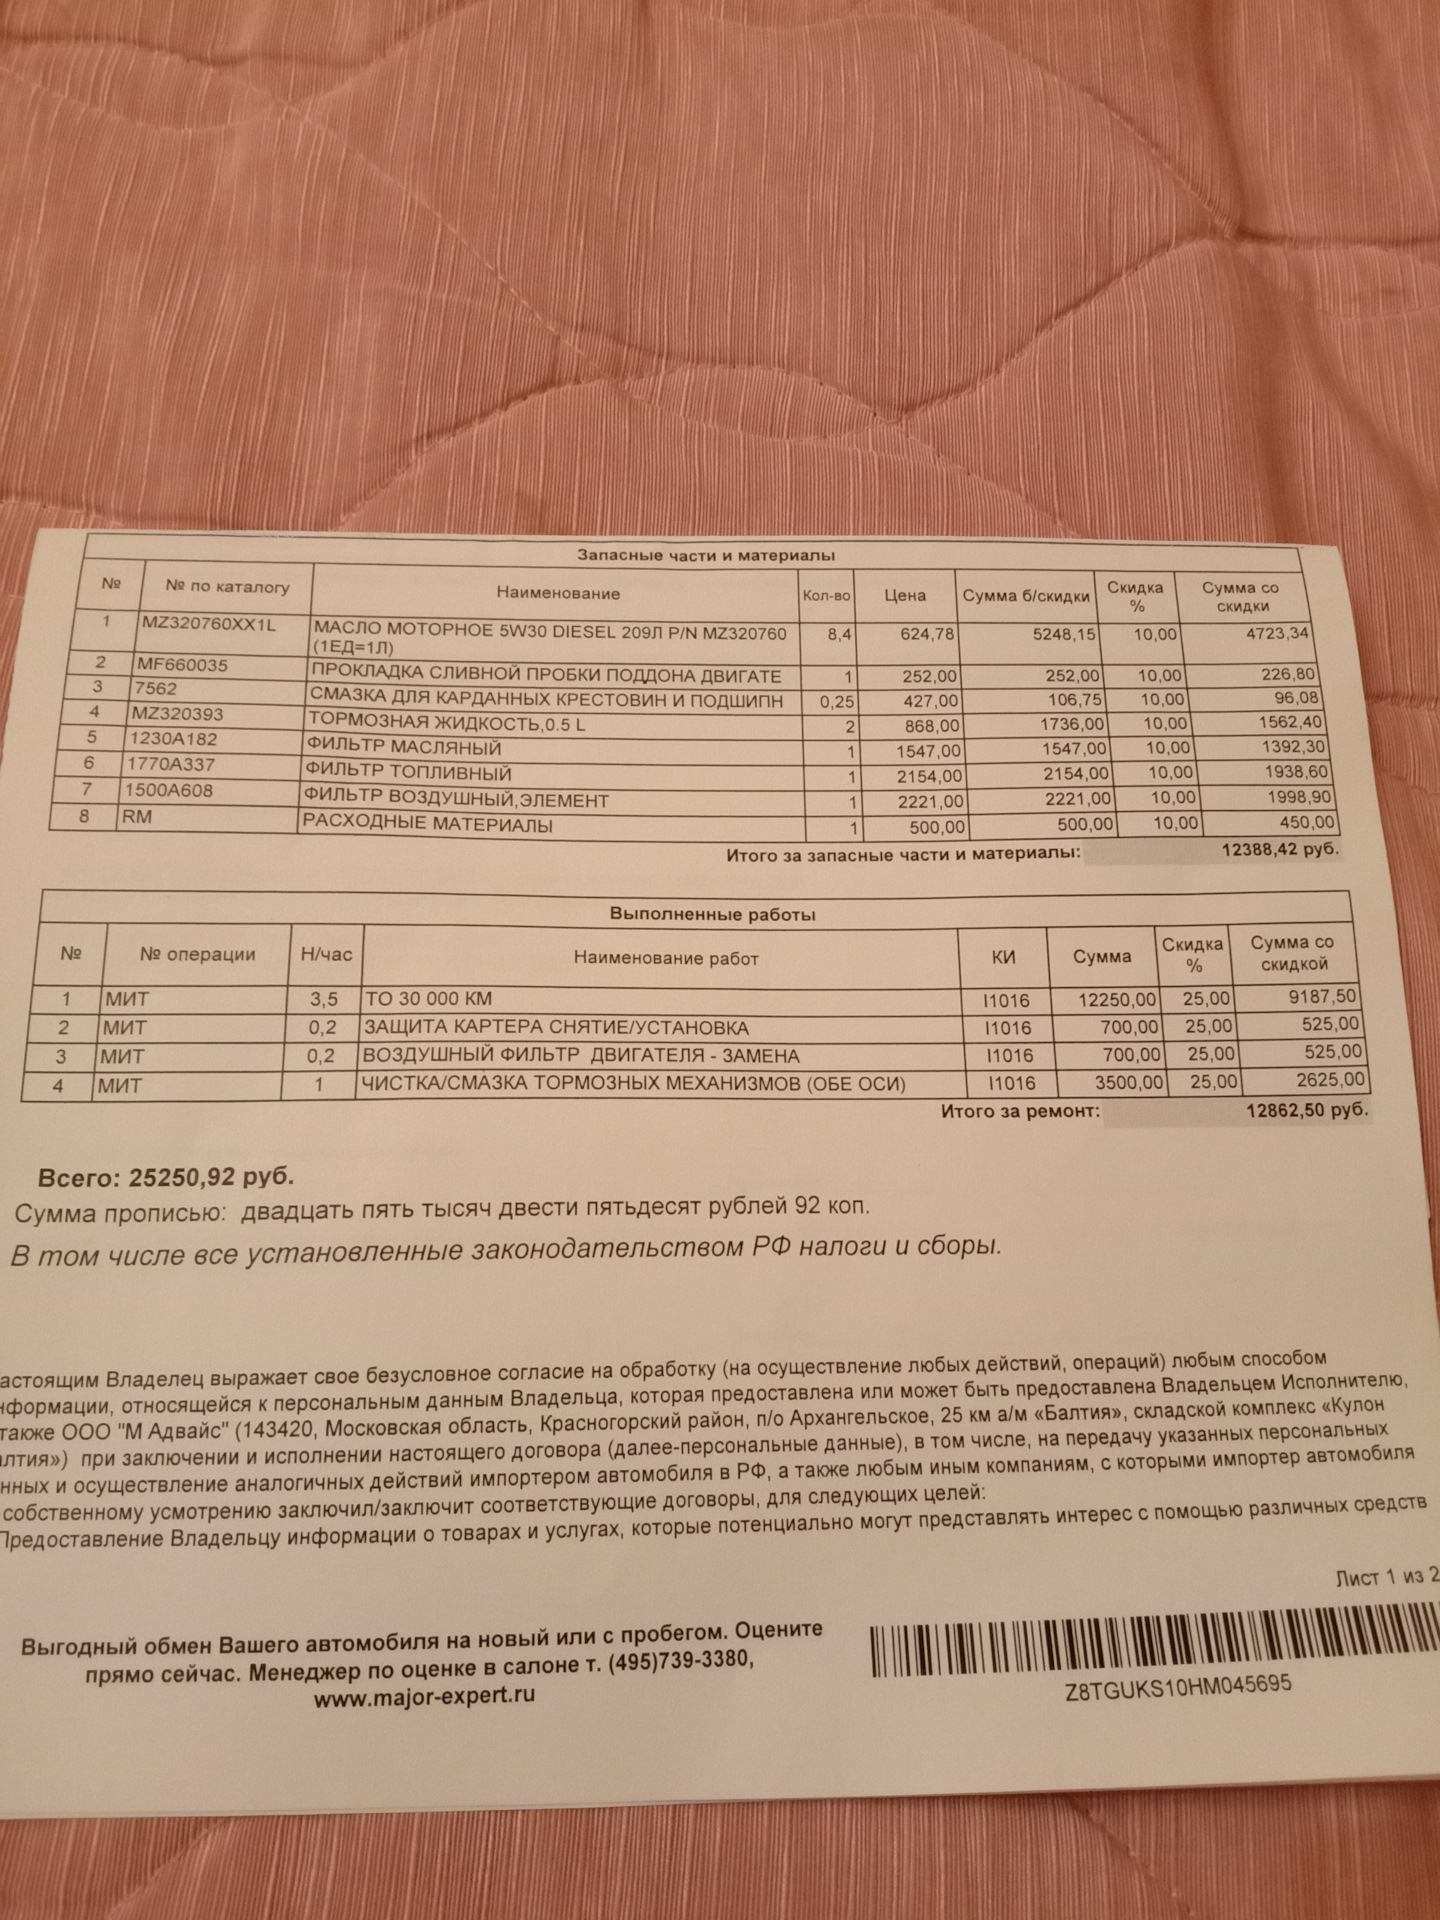 Запасные части и материалы
№ № по каталогу Наименование Кол-во Цена Сумма б/скидки Скидка % Сумма со скидки
1 MZ320760XX1L МАСЛО МОТОРНОЕ 5W30 DIESEL 209Л P/N MZ320760 (1ЕД=1Л) 8,4 624,78 5248,15 10,00 4723,34
2 MF660035 ПРОКЛАДКА СЛИВНОЙ ПРОБКИ ПОДДОНА ДВИГАТЕ 1 252,00 252,00 10,00 226,80
3 7562 СМАЗКА ДЛЯ КАРДАННЫХ КРЕСТОВИН И ПОДШИПН 0,25 427,00 106,75 10,00 96,08
4 MZ320393 ТОРМОЗНАЯ ЖИДКОСТЬ,0.5 L 2 868,00 1736,00 10,00 1562,40
5 1230A182 ФИЛЬТР МАСЛЯНЫЙ 1 1547,00 1547,00 10,00 1392,30
6 1770A337 ФИЛЬТР ТОПЛИВНЫЙ 1 2154,00 2154,00 10,00 1938,60
7 1500A608 ФИЛЬТР ВОЗДУШНЫЙ,ЭЛЕМЕНТ 1 2221,00 2221,00 10,00 1998,90
8 RM РАСХОДНЫЕ МАТЕРИАЛЫ 1 500,00 500,00 10,00 450,00
Итого за запасные части и материалы: 12388,42 руб.
Выполненные работы
№ № операции Н/час Наименование работ КИ Сумма Скидка % Сумма со скидкой
1 МИТ 3,5 ТО 30 000 КМ I1016 12250,00 25,00 9187,50
2 МИТ 0,2 ЗАЩИТА КАРТЕРА СНЯТИЕ/УСТАНОВКА I1016 700,00 25,00 525,00
3 МИТ 0,2 ВОЗДУШНЫЙ ФИЛЬТР ДВИГАТЕЛЯ - ЗАМЕНА I1016 700,00 25,00 525,00
4 МИТ 1 ЧИСТКА/СМАЗКА ТОРМОЗНЫХ МЕХАНИЗМОВ (ОБЕ ОСИ) I1016 3500,00 25,00 2625,00
Итого за ремонт: 12862,50 руб.
Всего: 25250,92 руб.
Сумма прописью: двадцать пять тысяч двести пятьдесят рублей 92 коп.
В том числе все установленные законодательством РФ налоги и сборы.
астоящим Владелец выражает свое безусловное согласие на обработку (на осуществление любых действий, операций) любым способом
нформации, относящейся к персональным данным Владельца, которая предоставлена или может быть предоставлена Владельцем Исполнителю,
также ООО "М Адвайс" (143420, Московская область, Красногорский район, п/о Архангельское, 25 км а/м «Балтия», складской комплекс «Кулон
лтия») при заключении и исполнении настоящего договора (далее-персональные данные), в том числе, на передачу указанных персональных
нных и осуществление аналогичных действий импортером автомобиля в РФ, а также любым иным компаниям, с которыми импортер автомобиля
собственному усмотрению заключил/заключит соответствующие договоры, для следующих целей:
Предоставление Владельцу информации о товарах и услугах, которые потенциально могут представлять интерес с помощью различных средств
Лист 1 из 2
Выгодный обмен Вашего автомобиля на новый или с пробегом. Оцените
прямо сейчас. Менеджер по оценке в салоне т. (495)739-3380,
www.major-expert.ru
Z8TGUKS10HM045695